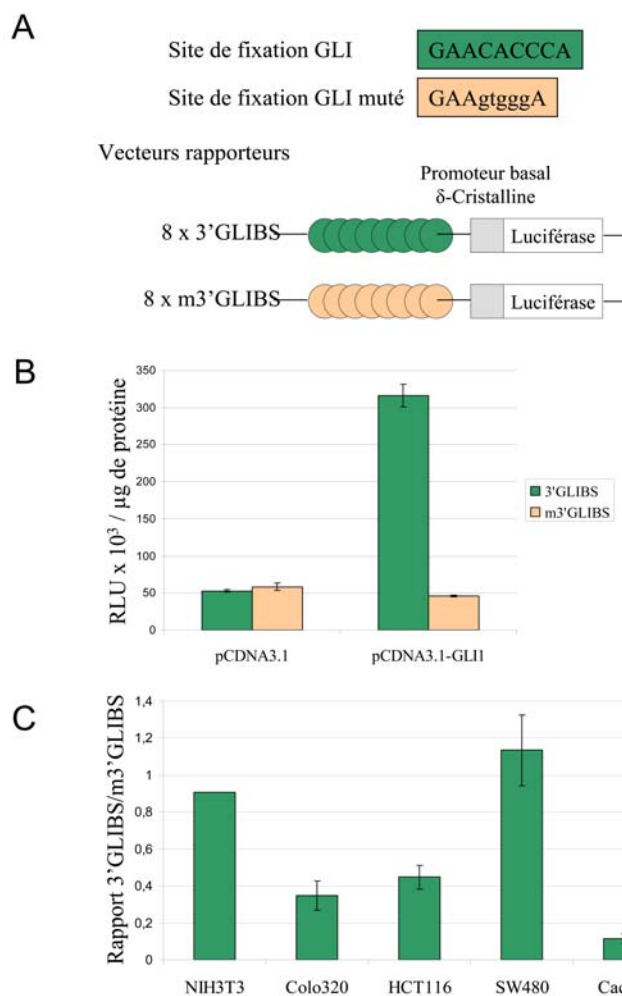 A
Site de fixation GLI
GAACACCCA
Site de fixation GLI muté
GAAgtgggA
Vecteurs rapporteurs
Promoteur basal
δ-Cristalline
8 x 3'GLIBS
Luciférase
8 x m3'GLIBS
Luciférase
B
RLU x 10³ / µg de protéine
350
300
250
200
150
100
50
0
pCDNA3.1
pCDNA3.1-GLI1
3'GLIBS
m3'GLIBS
C
Rapport 3'GLIBS/m3'GLIBS
1,4
1,2
1
0,8
0,6
0,4
0,2
0
NIH3T3
Colo320
HCT116
SW480